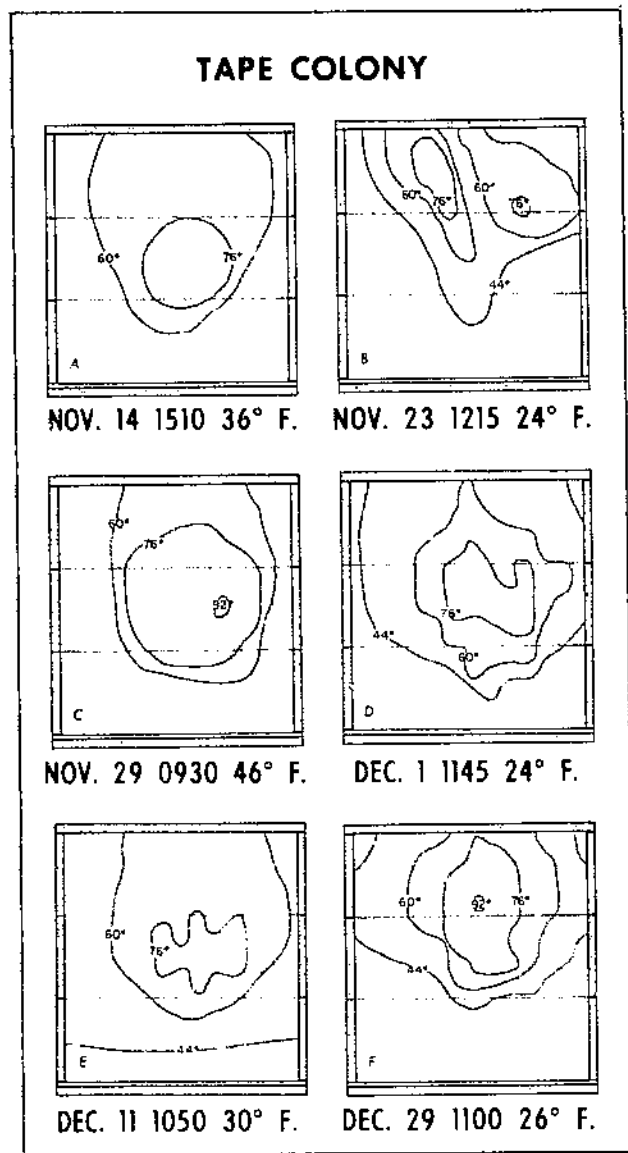 TAPE COLONY
60° 76°
A
NOV. 14 1510 36° F.
60° 76° 60° 76°
44°
B
NOV. 23 1215 24° F.
60°
76°
93°
C
NOV. 29 0930 46° F.
76°
44°
60°
D
DEC. 1 1145 24° F.
60°
76°
44°
E
DEC. 11 1050 30° F.
60° 76°
44°
F
DEC. 29 1100 26° F.